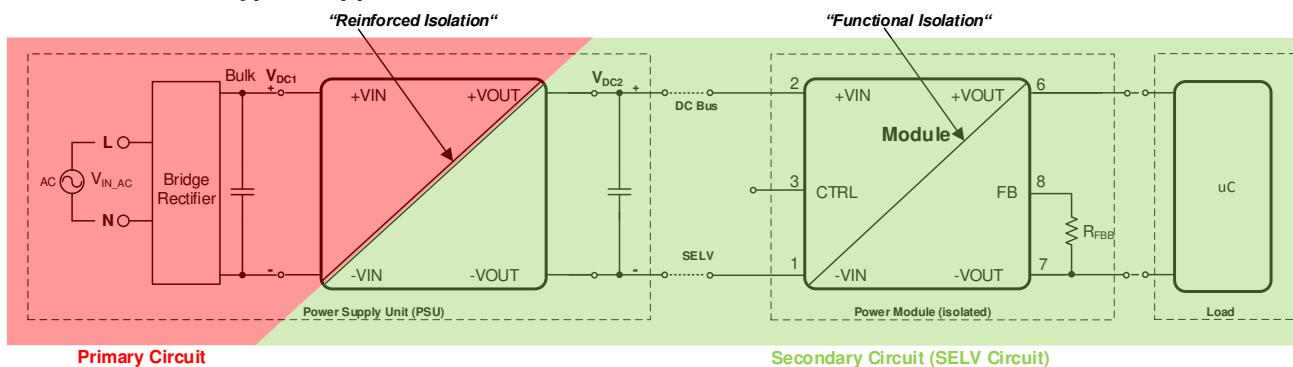 “Reinforced Isolation“
“Functional Isolation“
Bulk
VDC1
+
+VIN
+VOUT
VDC2
+
DC Bus
2
+VIN
+VOUT
6
Module
L
AC
VIN_AC
Bridge
Rectifier
N
3
CTRL
FB
8
RFBB
uC
-
-VIN
-VOUT
-
SELV
1
-VIN
-VOUT
7
Power Supply Unit (PSU)
Power Module (isolated)
Load
Primary Circuit
Secondary Circuit (SELV Circuit)